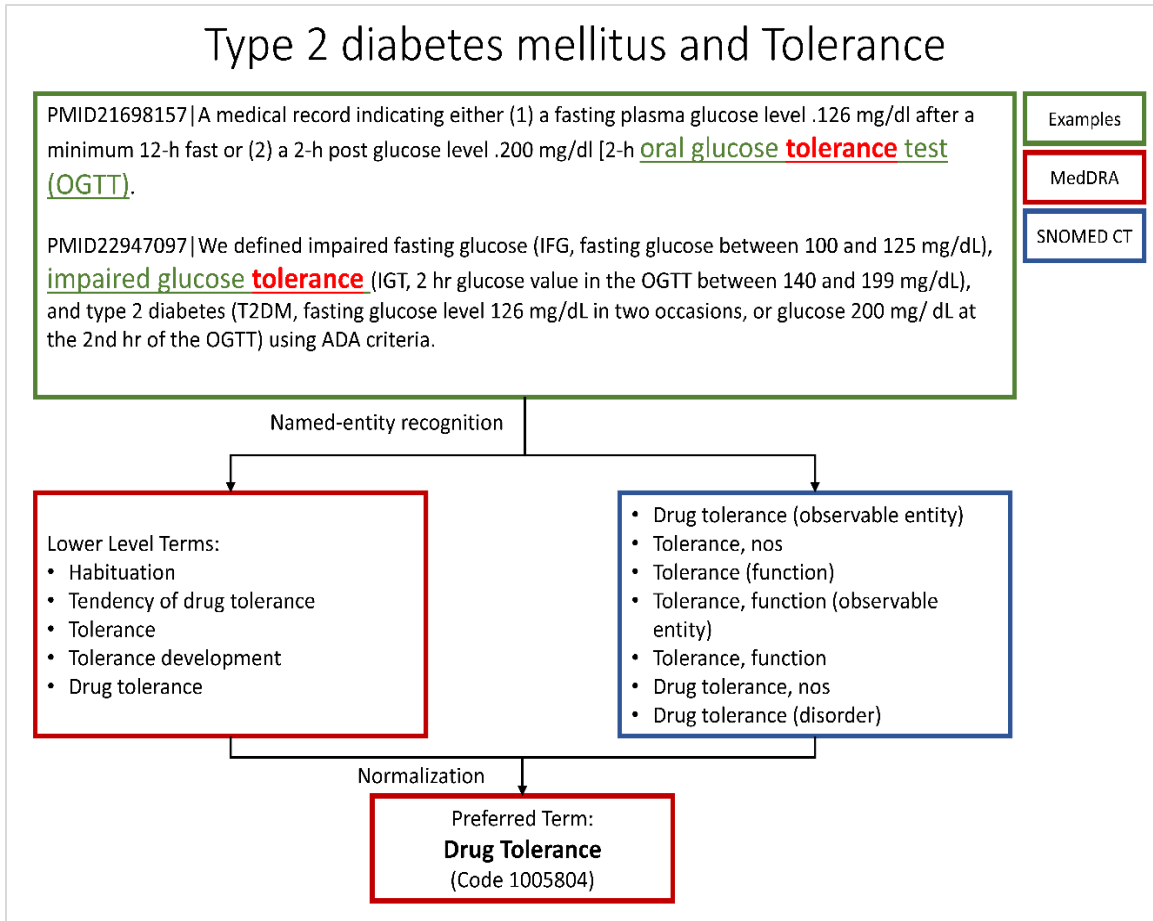 Type 2 diabetes mellitus and Tolerance
PMID21698157|A medical record indicating either (1) a fasting plasma glucose level .126 mg/dl after a
minimum 12-h fast or (2) a 2-h post glucose level .200 mg/dl [2-h oral glucose tolerance test
(OGTT).
PMID22947097|We defined impaired fasting glucose (IFG, fasting glucose between 100 and 125 mg/dL),
impaired glucose tolerance (IGT, 2 hr glucose value in the OGTT between 140 and 199 mg/dL),
and type 2 diabetes (T2DM, fasting glucose level 126 mg/dL in two occasions, or glucose 200 mg/ dL at
the 2nd hr of the OGTT) using ADA criteria.
Examples
MedDRA
SNOMED CT
Named-entity recognition
Lower Level Terms:
• Habituation
• Tendency of drug tolerance
• Tolerance
• Tolerance development
• Drug tolerance
• Drug tolerance (observable entity)
• Tolerance, nos
• Tolerance (function)
• Tolerance, function (observable
entity)
• Tolerance, function
• Drug tolerance, nos
• Drug tolerance (disorder)
Normalization
Preferred Term:
Drug Tolerance
(Code 1005804)